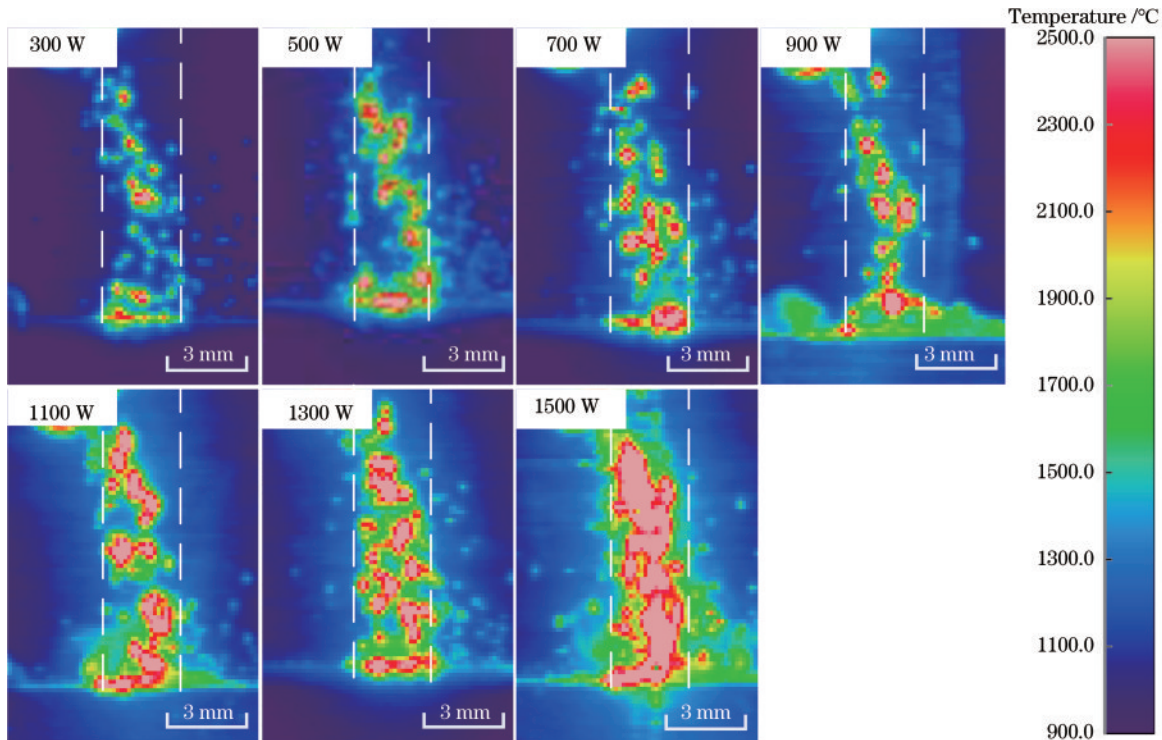 Temperature /°C
300 W
500 W
700 W
900 W
2500.0
2300.0
2100.0
1900.0
1700.0
1500.0
1300.0
1100.0
900.0
3 mm
3 mm
3 mm
3 mm
1100 W
1300 W
1500 W
3 mm
3 mm
3 mm